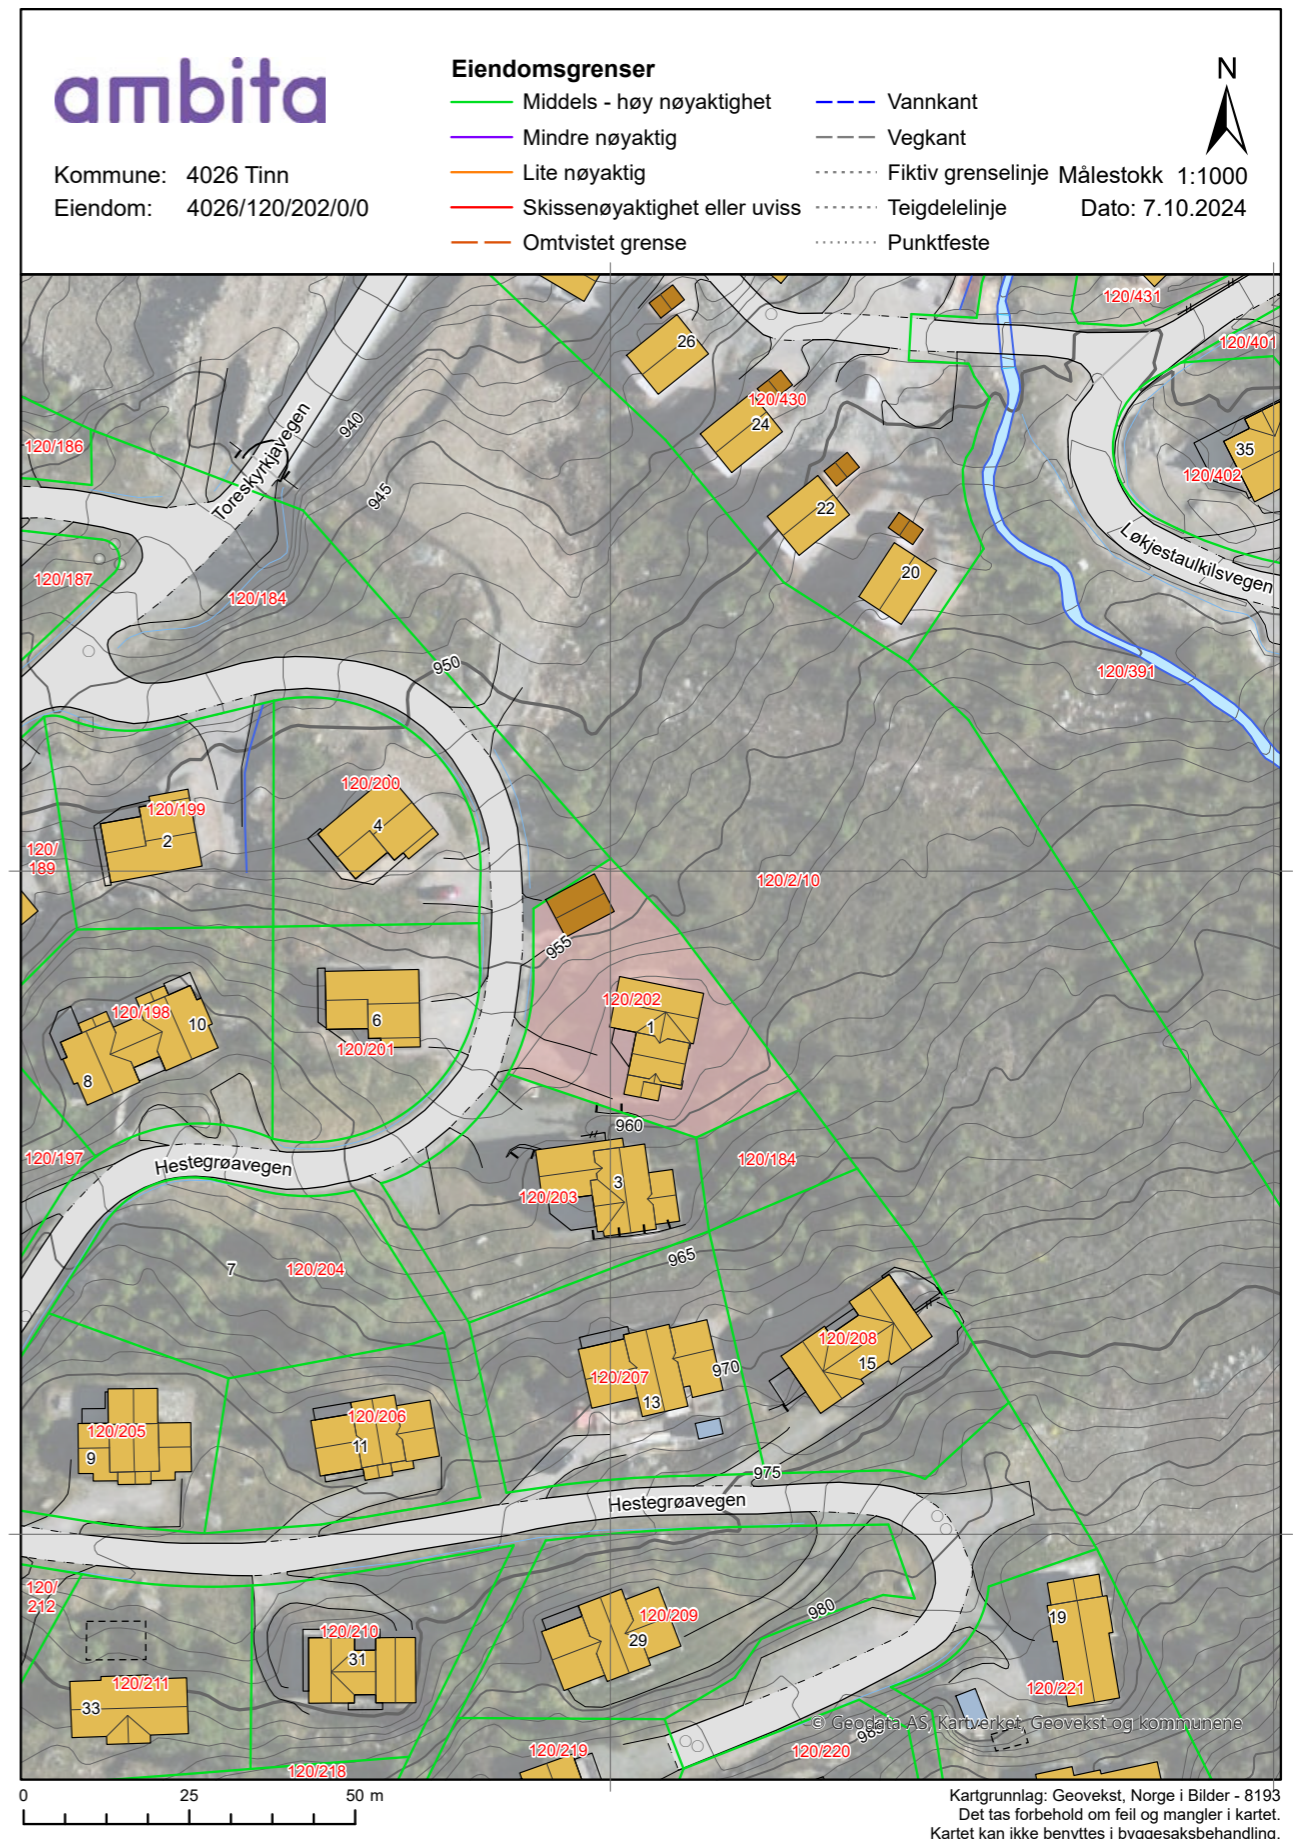 ambita
Kommune: 4026 Tinn
Eiendom: 4026/120/202/0/0
Eiendomsgrenser
Middels - høy nøyaktighet
Mindre nøyaktig
Lite nøyaktig
Skissenøyaktighet eller uviss
Omtvistet grense
Vannkant
Vegkant
Fiktiv grenselinje
Teigdelelinje
Punktfeste
N
Målestokk 1:1000
Dato: 7.10.2024
120/431
120/401
26
120/430
24
35
120/402
120/186
Toreskyrkjavegen
940
945
22
20
Løkjestaulkilsvegen
120/187
120/184
950
120/391
120/200
120/199
4
2
120/
189
120/2/10
955
120/202
1
120/198
10
6
120/201
8
960
120/197
Hestegrøavegen
120/184
3
120/203
965
7
120/204
120/208
15
970
120/207
13
120/206
120/205
11
9
975
Hestegrøavegen
120/
212
980
120/209
19
29
120/210
31
120/211
33
120/221
985
© Geodata AS, Kartverket, Geovekst og kommunene
120/219
120/220
120/218
0 25 50 m
Kartgrunnlag: Geovekst, Norge i Bilder - 8193
Det tas forbehold om feil og mangler i kartet.
Kartet kan ikke benyttes i byggesaksbehandling.